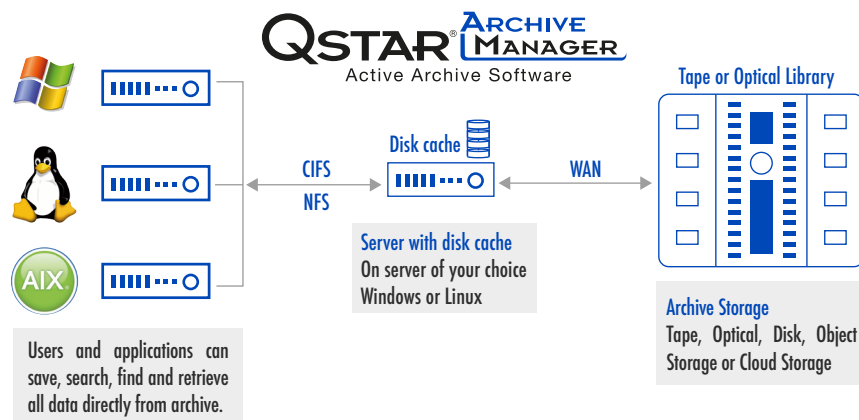 QSTAR® ARCHIVE MANAGER
Active Archive Software
Tape or Optical Library
Disk cache
CIFS
NFS
WAN
AIX
Server with disk cache
On server of your choice
Windows or Linux
Archive Storage
Tape, Optical, Disk, Object
Storage or Cloud Storage
Users and applications can
save, search, find and retrieve
all data directly from archive.